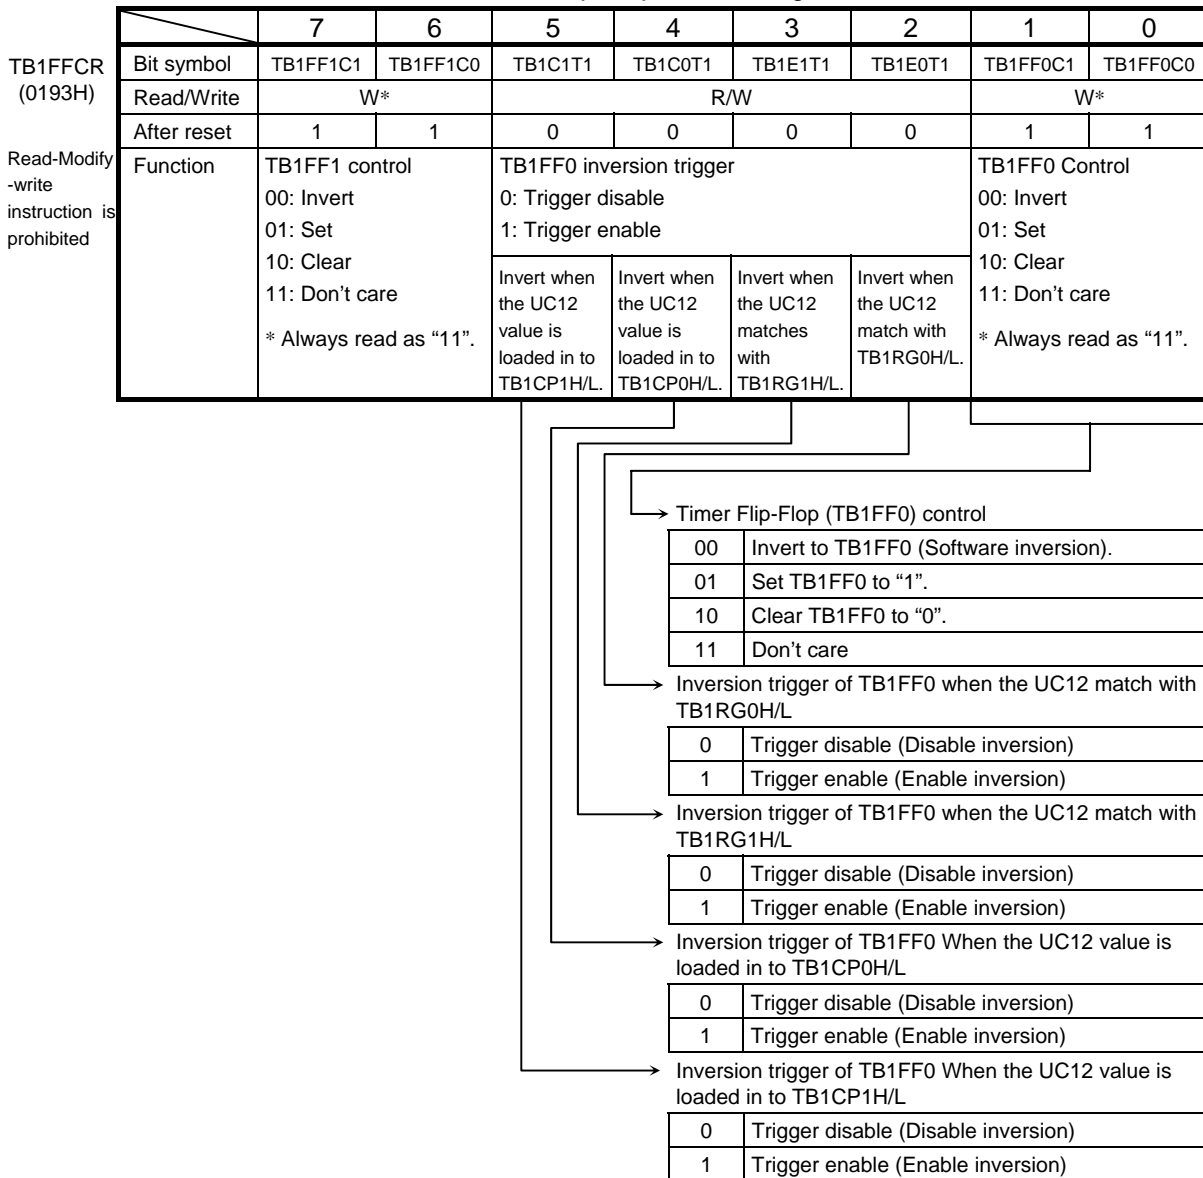 7 6 5 4 3 2 1 0
TB1FFCR
(0193H)
Bit symbol TB1FF1C1 TB1FF1C0 TB1C1T1 TB1C0T1 TB1E1T1 TB1E0T1 TB1FF0C1 TB1FF0C0
Read/Write W* R/W W*
After reset 1 1 0 0 0 0 1 1
Read-Modify
-write
instruction is
prohibited
Function
TB1FF1 control
00: Invert
01: Set
10: Clear
11: Don't care
* Always read as “11”.
TB1FF0 inversion trigger
0: Trigger disable
1: Trigger enable
Invert when
the UC12
value is
loaded in to
TB1CP1H/L.
Invert when
the UC12
value is
loaded in to
TB1CP0H/L.
Invert when
the UC12
matches
with
TB1RG1H/L.
Invert when
the UC12
match with
TB1RG0H/L.
TB1FF0 Control
00: Invert
01: Set
10: Clear
11: Don't care
* Always read as “11”.
Timer Flip-Flop (TB1FF0) control
00 Invert to TB1FF0 (Software inversion).
01 Set TB1FF0 to “1”.
10 Clear TB1FF0 to “0”.
11 Don't care
Inversion trigger of TB1FF0 when the UC12 match with
TB1RG0H/L
0 Trigger disable (Disable inversion)
1 Trigger enable (Enable inversion)
Inversion trigger of TB1FF0 when the UC12 match with
TB1RG1H/L
0 Trigger disable (Disable inversion)
1 Trigger enable (Enable inversion)
Inversion trigger of TB1FF0 When the UC12 value is
loaded in to TB1CP0H/L
0 Trigger disable (Disable inversion)
1 Trigger enable (Enable inversion)
Inversion trigger of TB1FF0 When the UC12 value is
loaded in to TB1CP1H/L
0 Trigger disable (Disable inversion)
1 Trigger enable (Enable inversion)